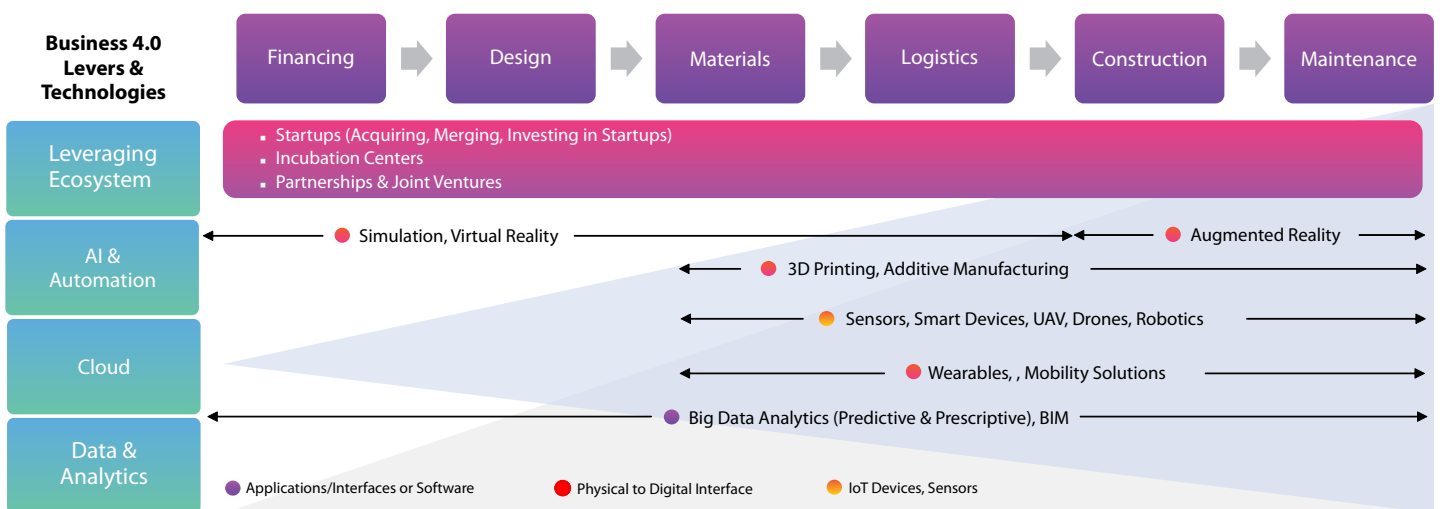 Business 4.0
Levers &
Technologies
Financing
Design
Materials
Logistics
Construction
Maintenance
Leveraging
Ecosystem
▪ Startups (Acquiring, Merging, Investing in Startups)
▪ Incubation Centers
▪ Partnerships & Joint Ventures
AI &
Automation
Simulation, Virtual Reality
Augmented Reality
3D Printing, Additive Manufacturing
Sensors, Smart Devices, UAV, Drones, Robotics
Cloud
Wearables, , Mobility Solutions
Big Data Analytics (Predictive & Prescriptive), BIM
Data &
Analytics
Applications/Interfaces or Software
Physical to Digital Interface
IoT Devices, Sensors